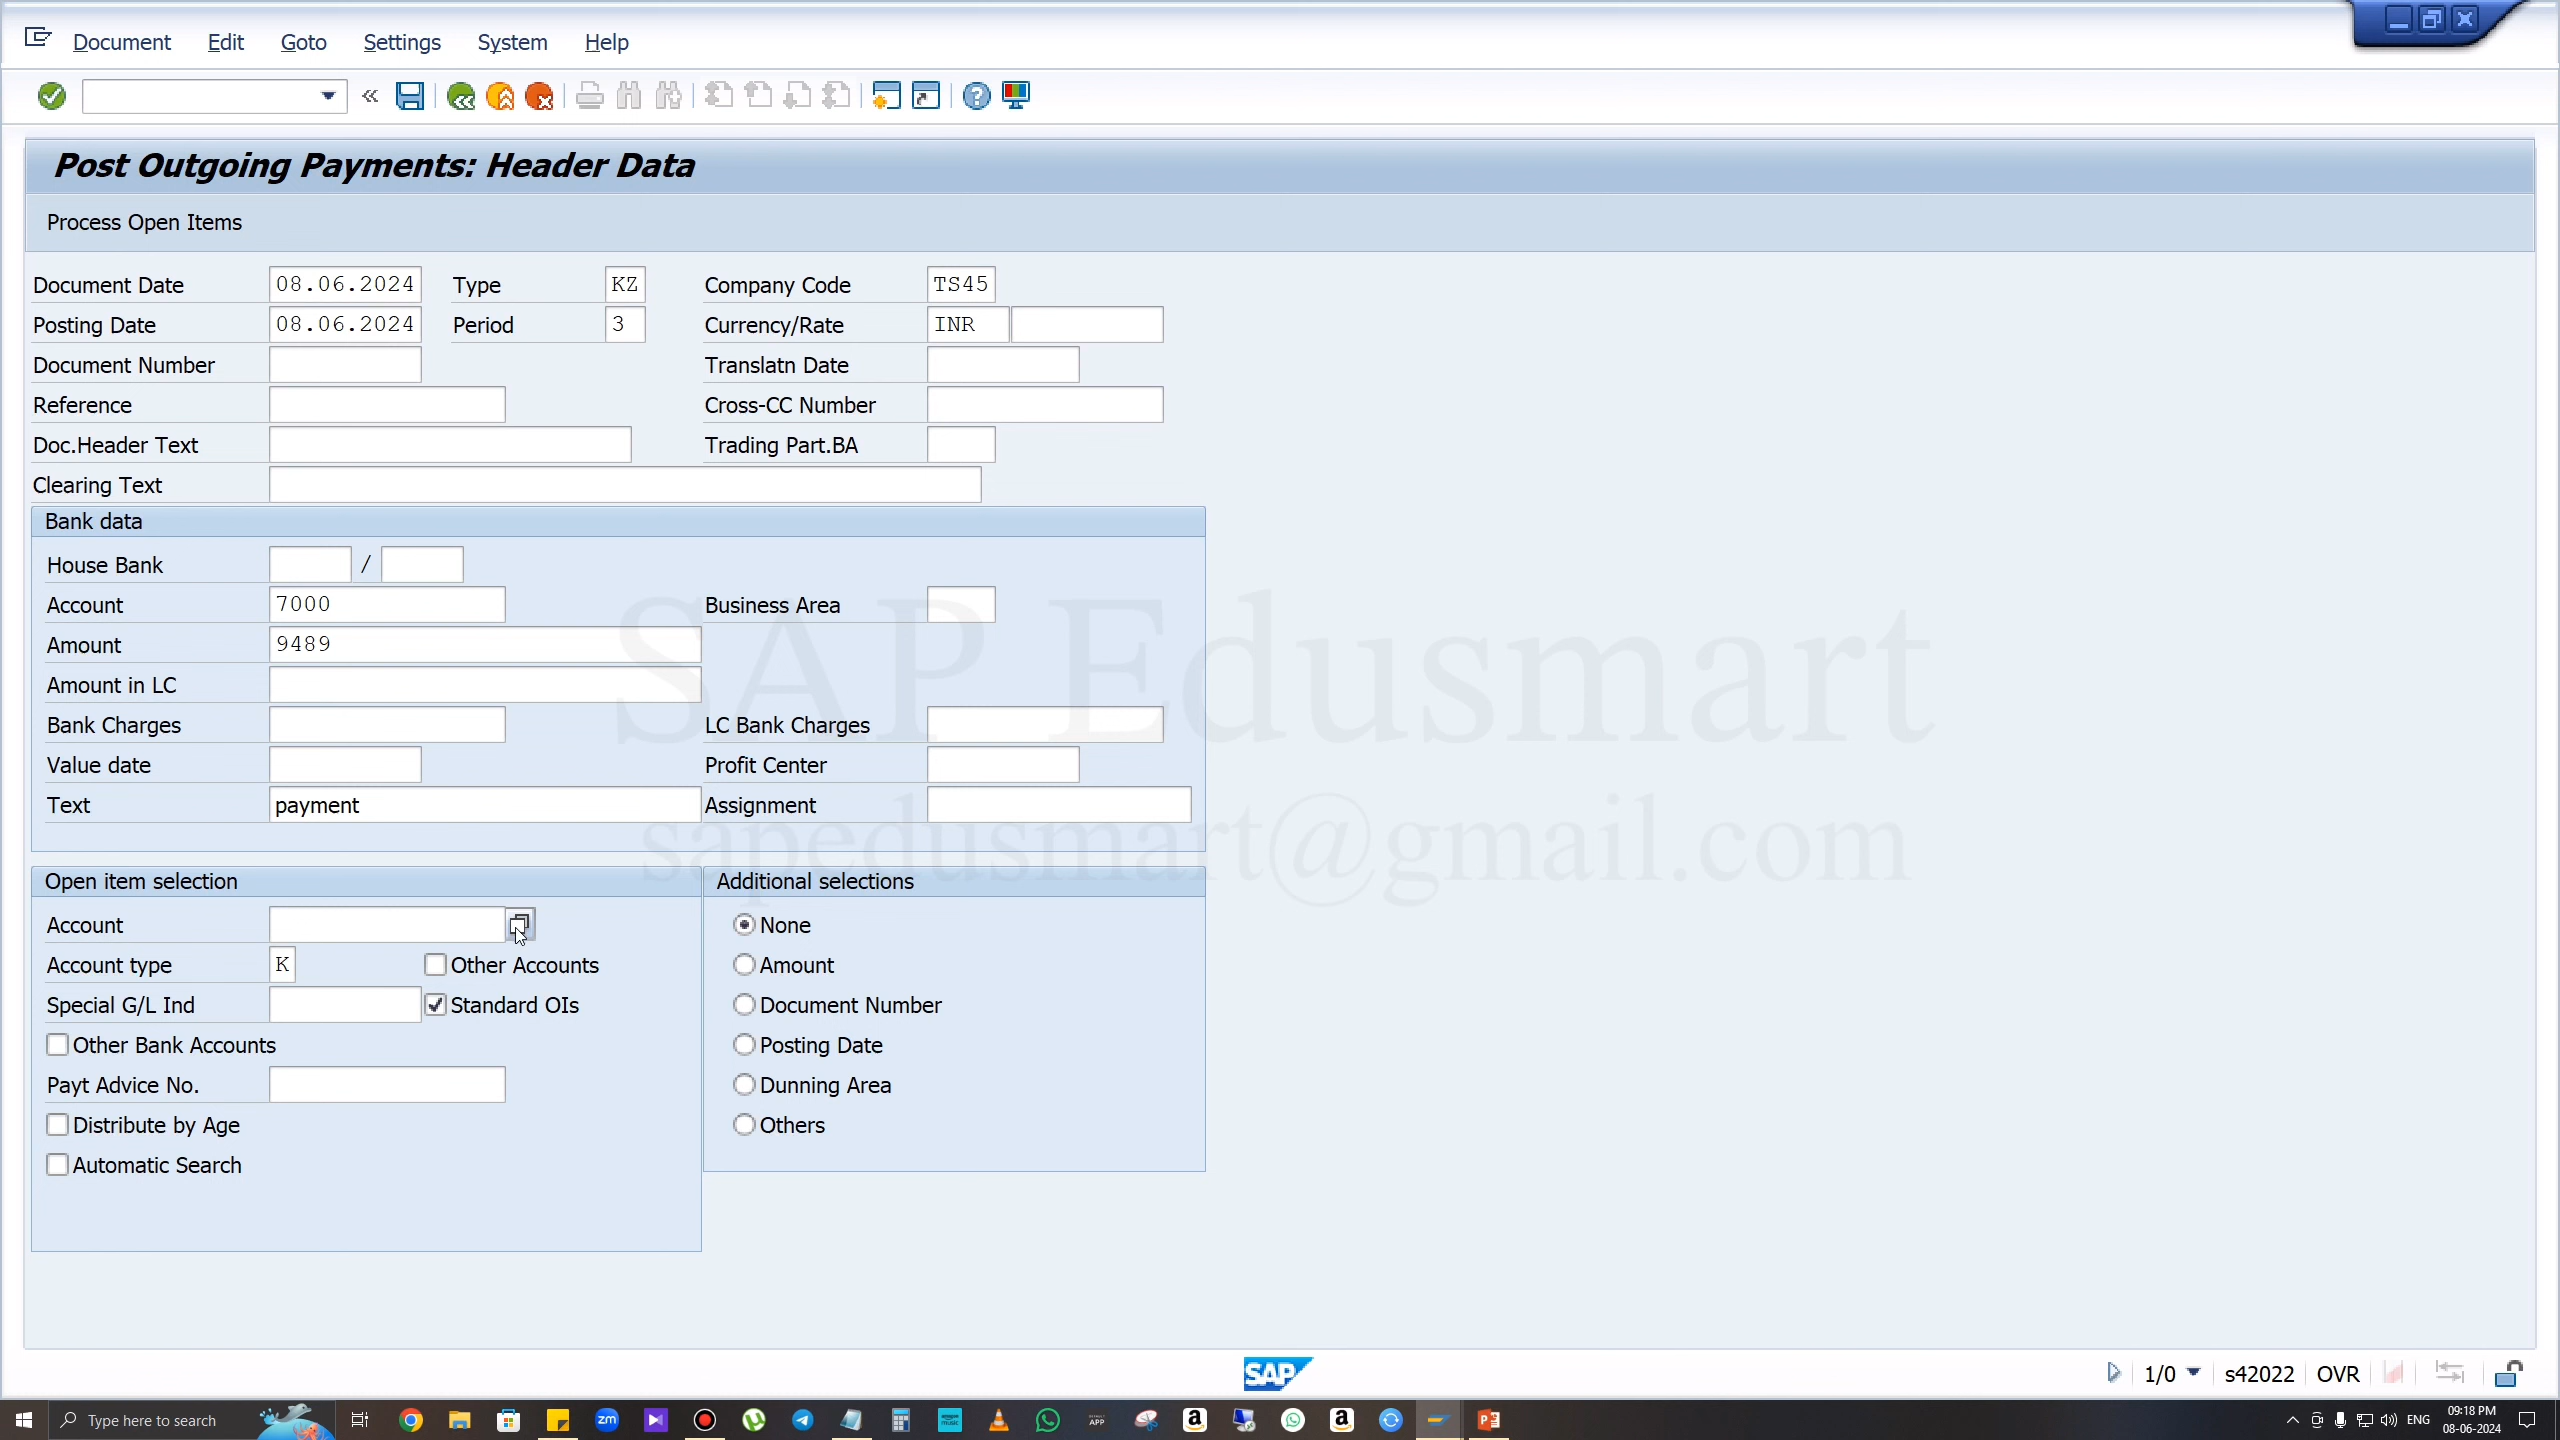 Document Edit Goto Settings System Help
Post Outgoing Payments: Header Data
Process Open Items
Document Date 08.06.2024 Type KZ Company Code TS45
Posting Date 08.06.2024 Period 3 Currency/Rate INR
Document Number Translatn Date
Reference Cross-CC Number
Doc.Header Text Trading Part.BA
Clearing Text
Bank data
House Bank /
Account 7000 Business Area
Amount 9489
Amount in LC
Bank Charges LC Bank Charges
Value date Profit Center
Text payment Assignment
SAP Edusmart
sapedusmart@gmail.com
Open item selection
Account
Account type K Other Accounts
Special G/L Ind Standard OIs
Other Bank Accounts
Payt Advice No.
Distribute by Age
Automatic Search
Additional selections
None
Amount
Document Number
Posting Date
Dunning Area
Others
SAP 1/0 s42022 OVR
Type here to search zm APP a a ENG 09:18 PM
08-06-2024